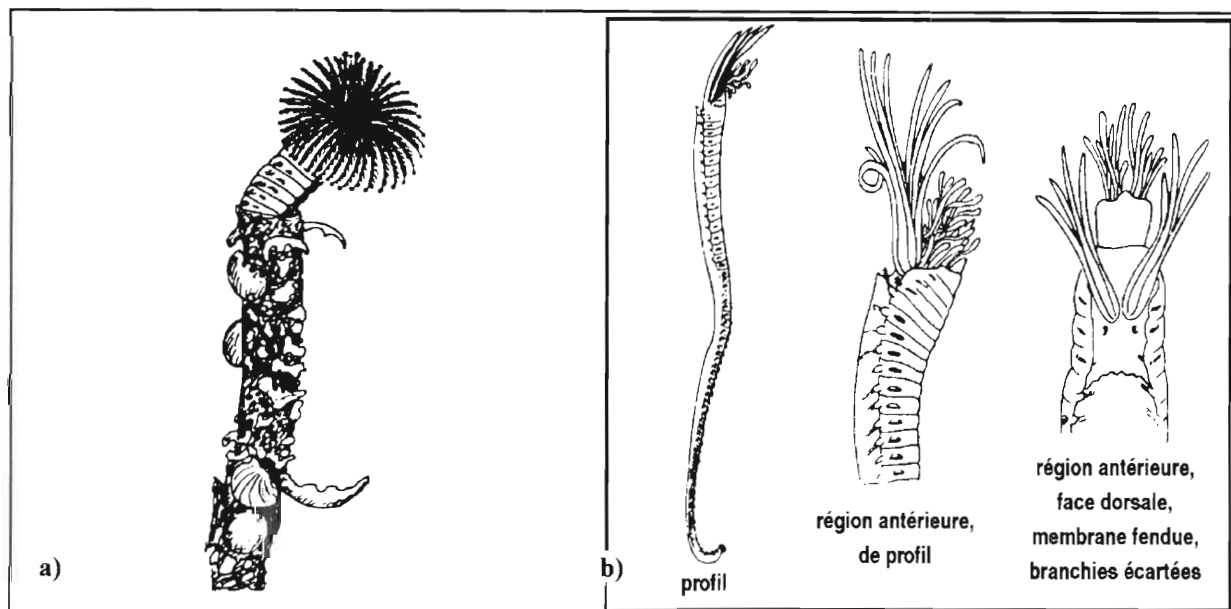 a)
b)
profil
région antérieure,
de profil
région antérieure,
face dorsale,
membrane fendue,
branchies écartées